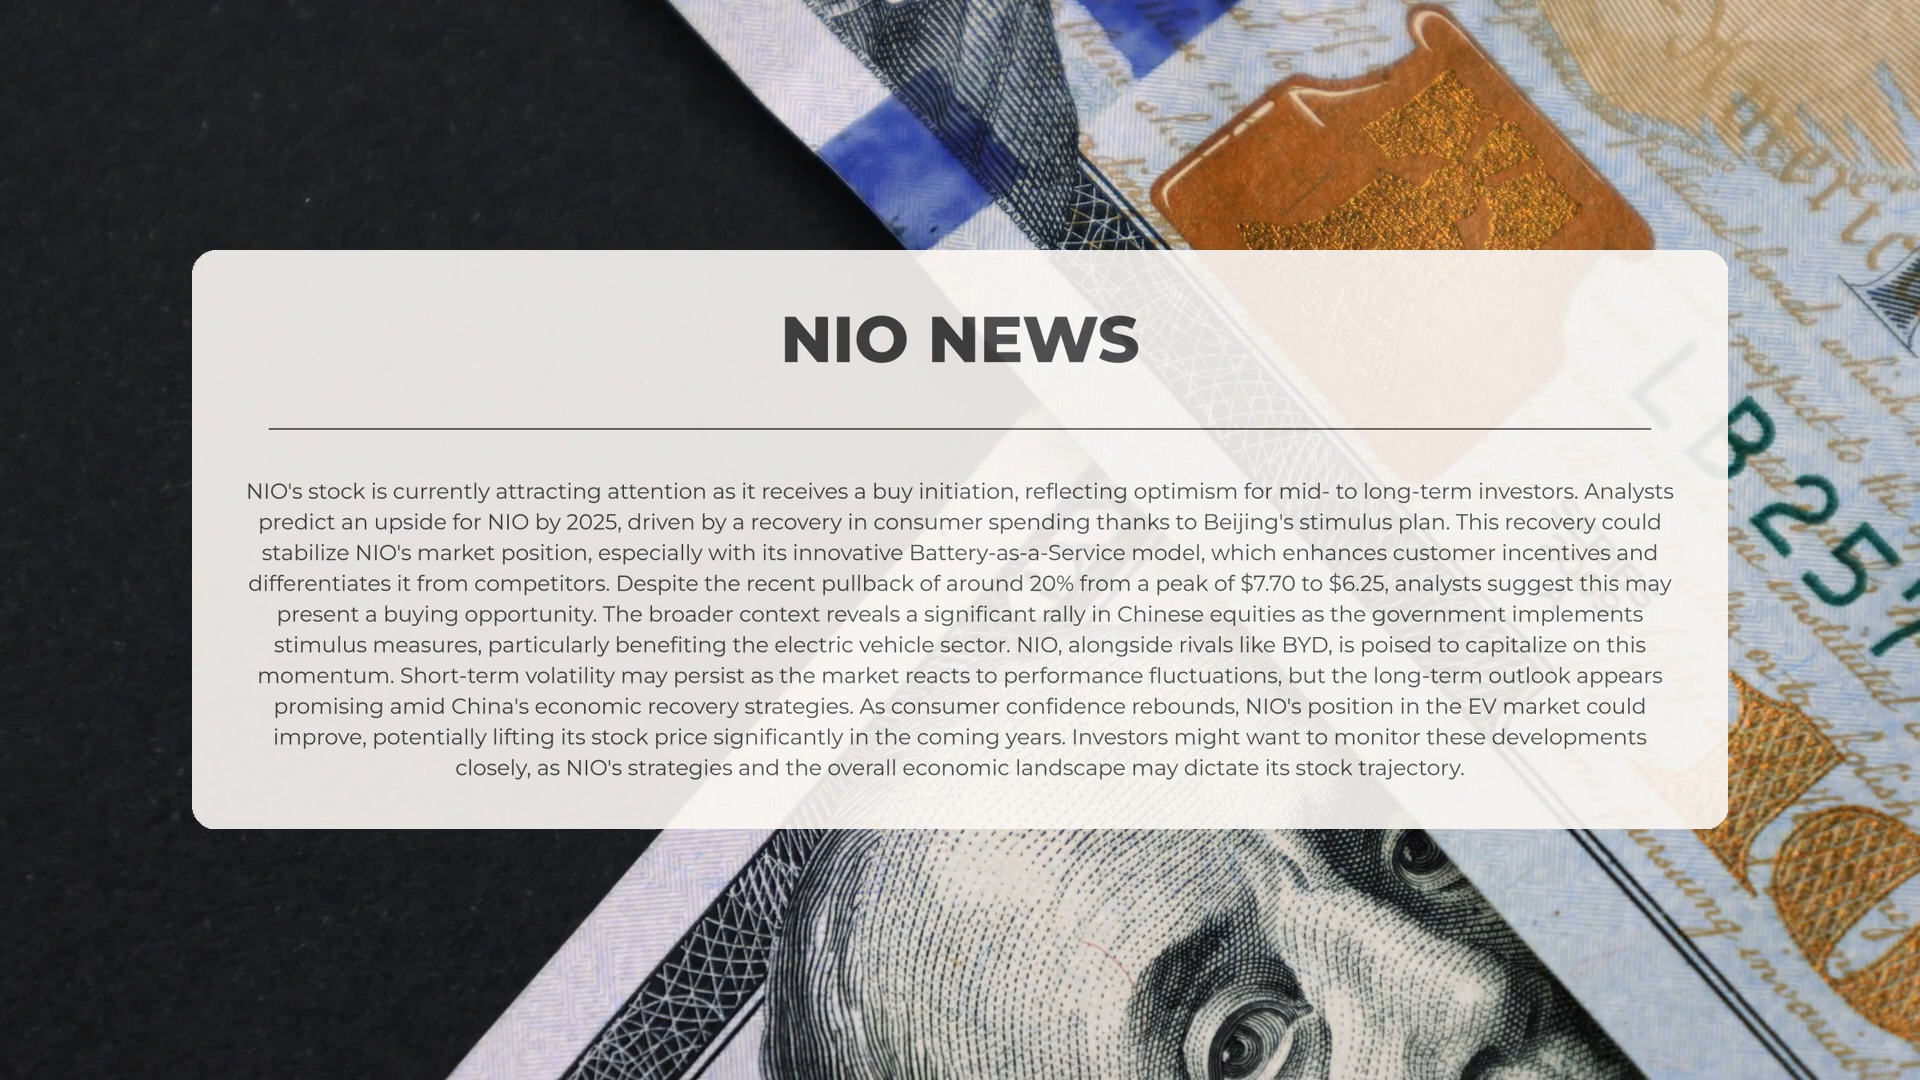 NIO NEWS
NIO's stock is currently attracting attention as it receives a buy initiation, reflecting optimism for mid- to long-term investors. Analysts
predict an upside for NIO by 2025, driven by a recovery in consumer spending thanks to Beijing's stimulus plan. This recovery could
stabilize NIO's market position, especially with its innovative Battery-as-a-Service model, which enhances customer incentives and
differentiates it from competitors. Despite the recent pullback of around 20% from a peak of $7.70 to $6.25, analysts suggest this may
present a buying opportunity. The broader context reveals a significant rally in Chinese equities as the government implements
stimulus measures, particularly benefiting the electric vehicle sector. NIO, alongside rivals like BYD, is poised to capitalize on this
momentum. Short-term volatility may persist as the market reacts to performance fluctuations, but the long-term outlook appears
promising amid China's economic recovery strategies. As consumer confidence rebounds, NIO's position in the EV market could
improve, potentially lifting its stock price significantly in the coming years. Investors might want to monitor these developments
closely, as NIO's strategies and the overall economic landscape may dictate its stock trajectory.
LB25